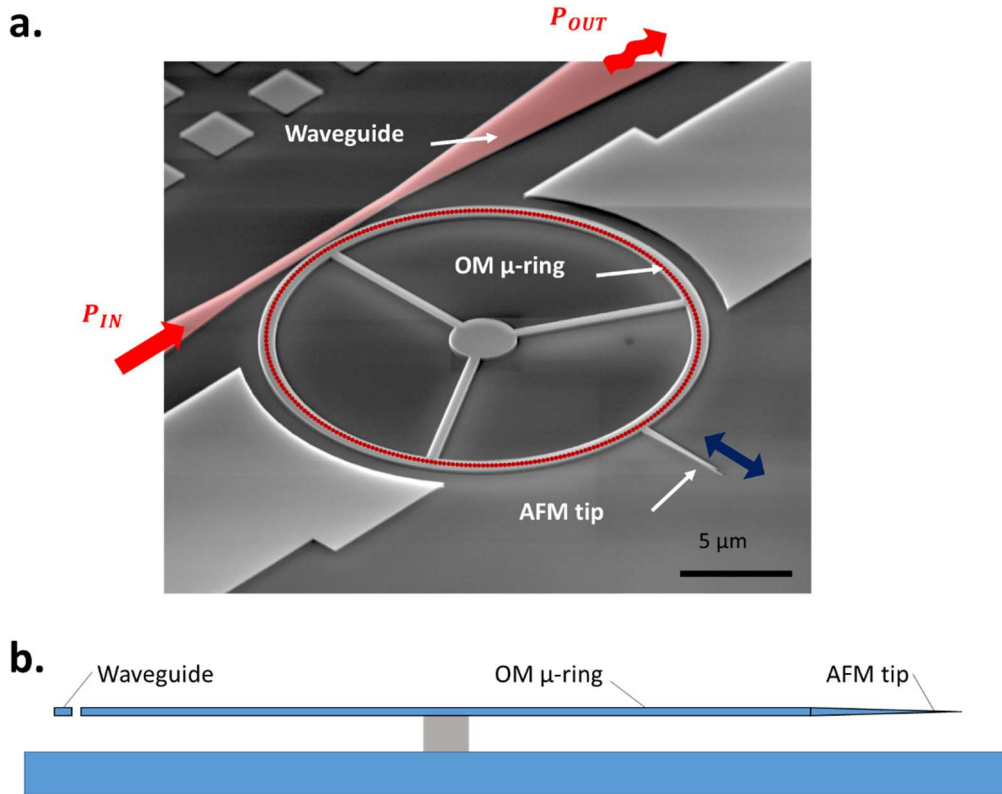 a.
P_OUT
Waveguide
OM μ-ring
P_IN
AFM tip
5 μm
b.
Waveguide
OM μ-ring
AFM tip